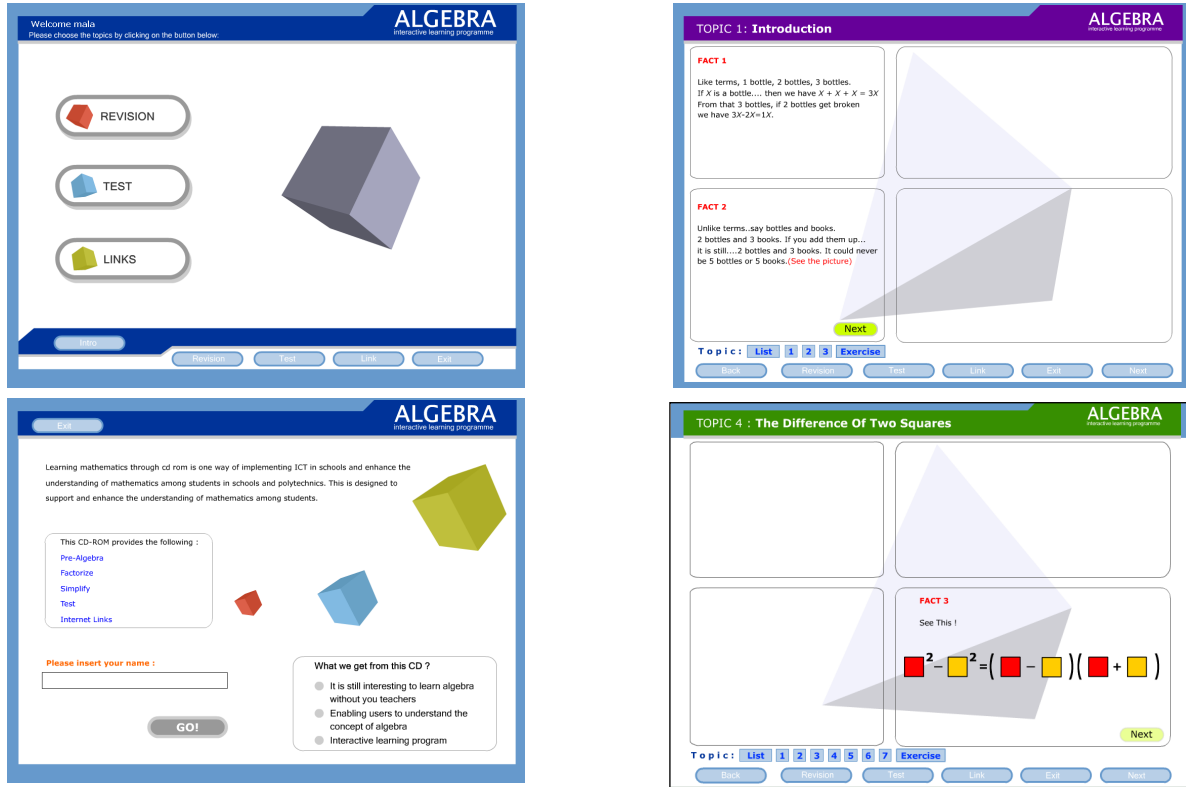 Welcome mala
Please choose the topics by clicking on the button below:
ALGEBRA
interactive learning programme
REVISION
TEST
LINKS
Intro
Revision
Test
Link
Exit
TOPIC 1: Introduction
ALGEBRA
interactive learning programme
FACT 1
Like terms, 1 bottle, 2 bottles, 3 bottles.
If X is a bottle.... then we have X + X + X = 3X
From that 3 bottles, if 2 bottles get broken
we have 3X-2X=1X.
FACT 2
Unlike terms..say bottles and books.
2 bottles and 3 books. If you add them up...
it is still....2 bottles and 3 books. It could never
be 5 bottles or 5 books.(See the picture)
Next
Topic: List 1 2 3 Exercise
Back
Revision
Test
Link
Exit
Next
Exit
ALGEBRA
interactive learning programme
Learning mathematics through cd rom is one way of implementing ICT in schools and enhance the
understanding of mathematics among students in schools and polytechnics. This is designed to
support and enhance the understanding of mathematics among students.
This CD-ROM provides the following :
Pre-Algebra
Factorize
Simplify
Test
Internet Links
Please insert your name :
GO!
What we get from this CD ?
It is still interesting to learn algebra
without you teachers
Enabling users to understand the
concept of algebra
Interactive learning program
TOPIC 4 : The Difference Of Two Squares
ALGEBRA
interactive learning programme
FACT 3
See This !
2 − 2 = ( − ) ( + )
Next
Topic: List 1 2 3 4 5 6 7 Exercise
Back
Revision
Test
Link
Exit
Next